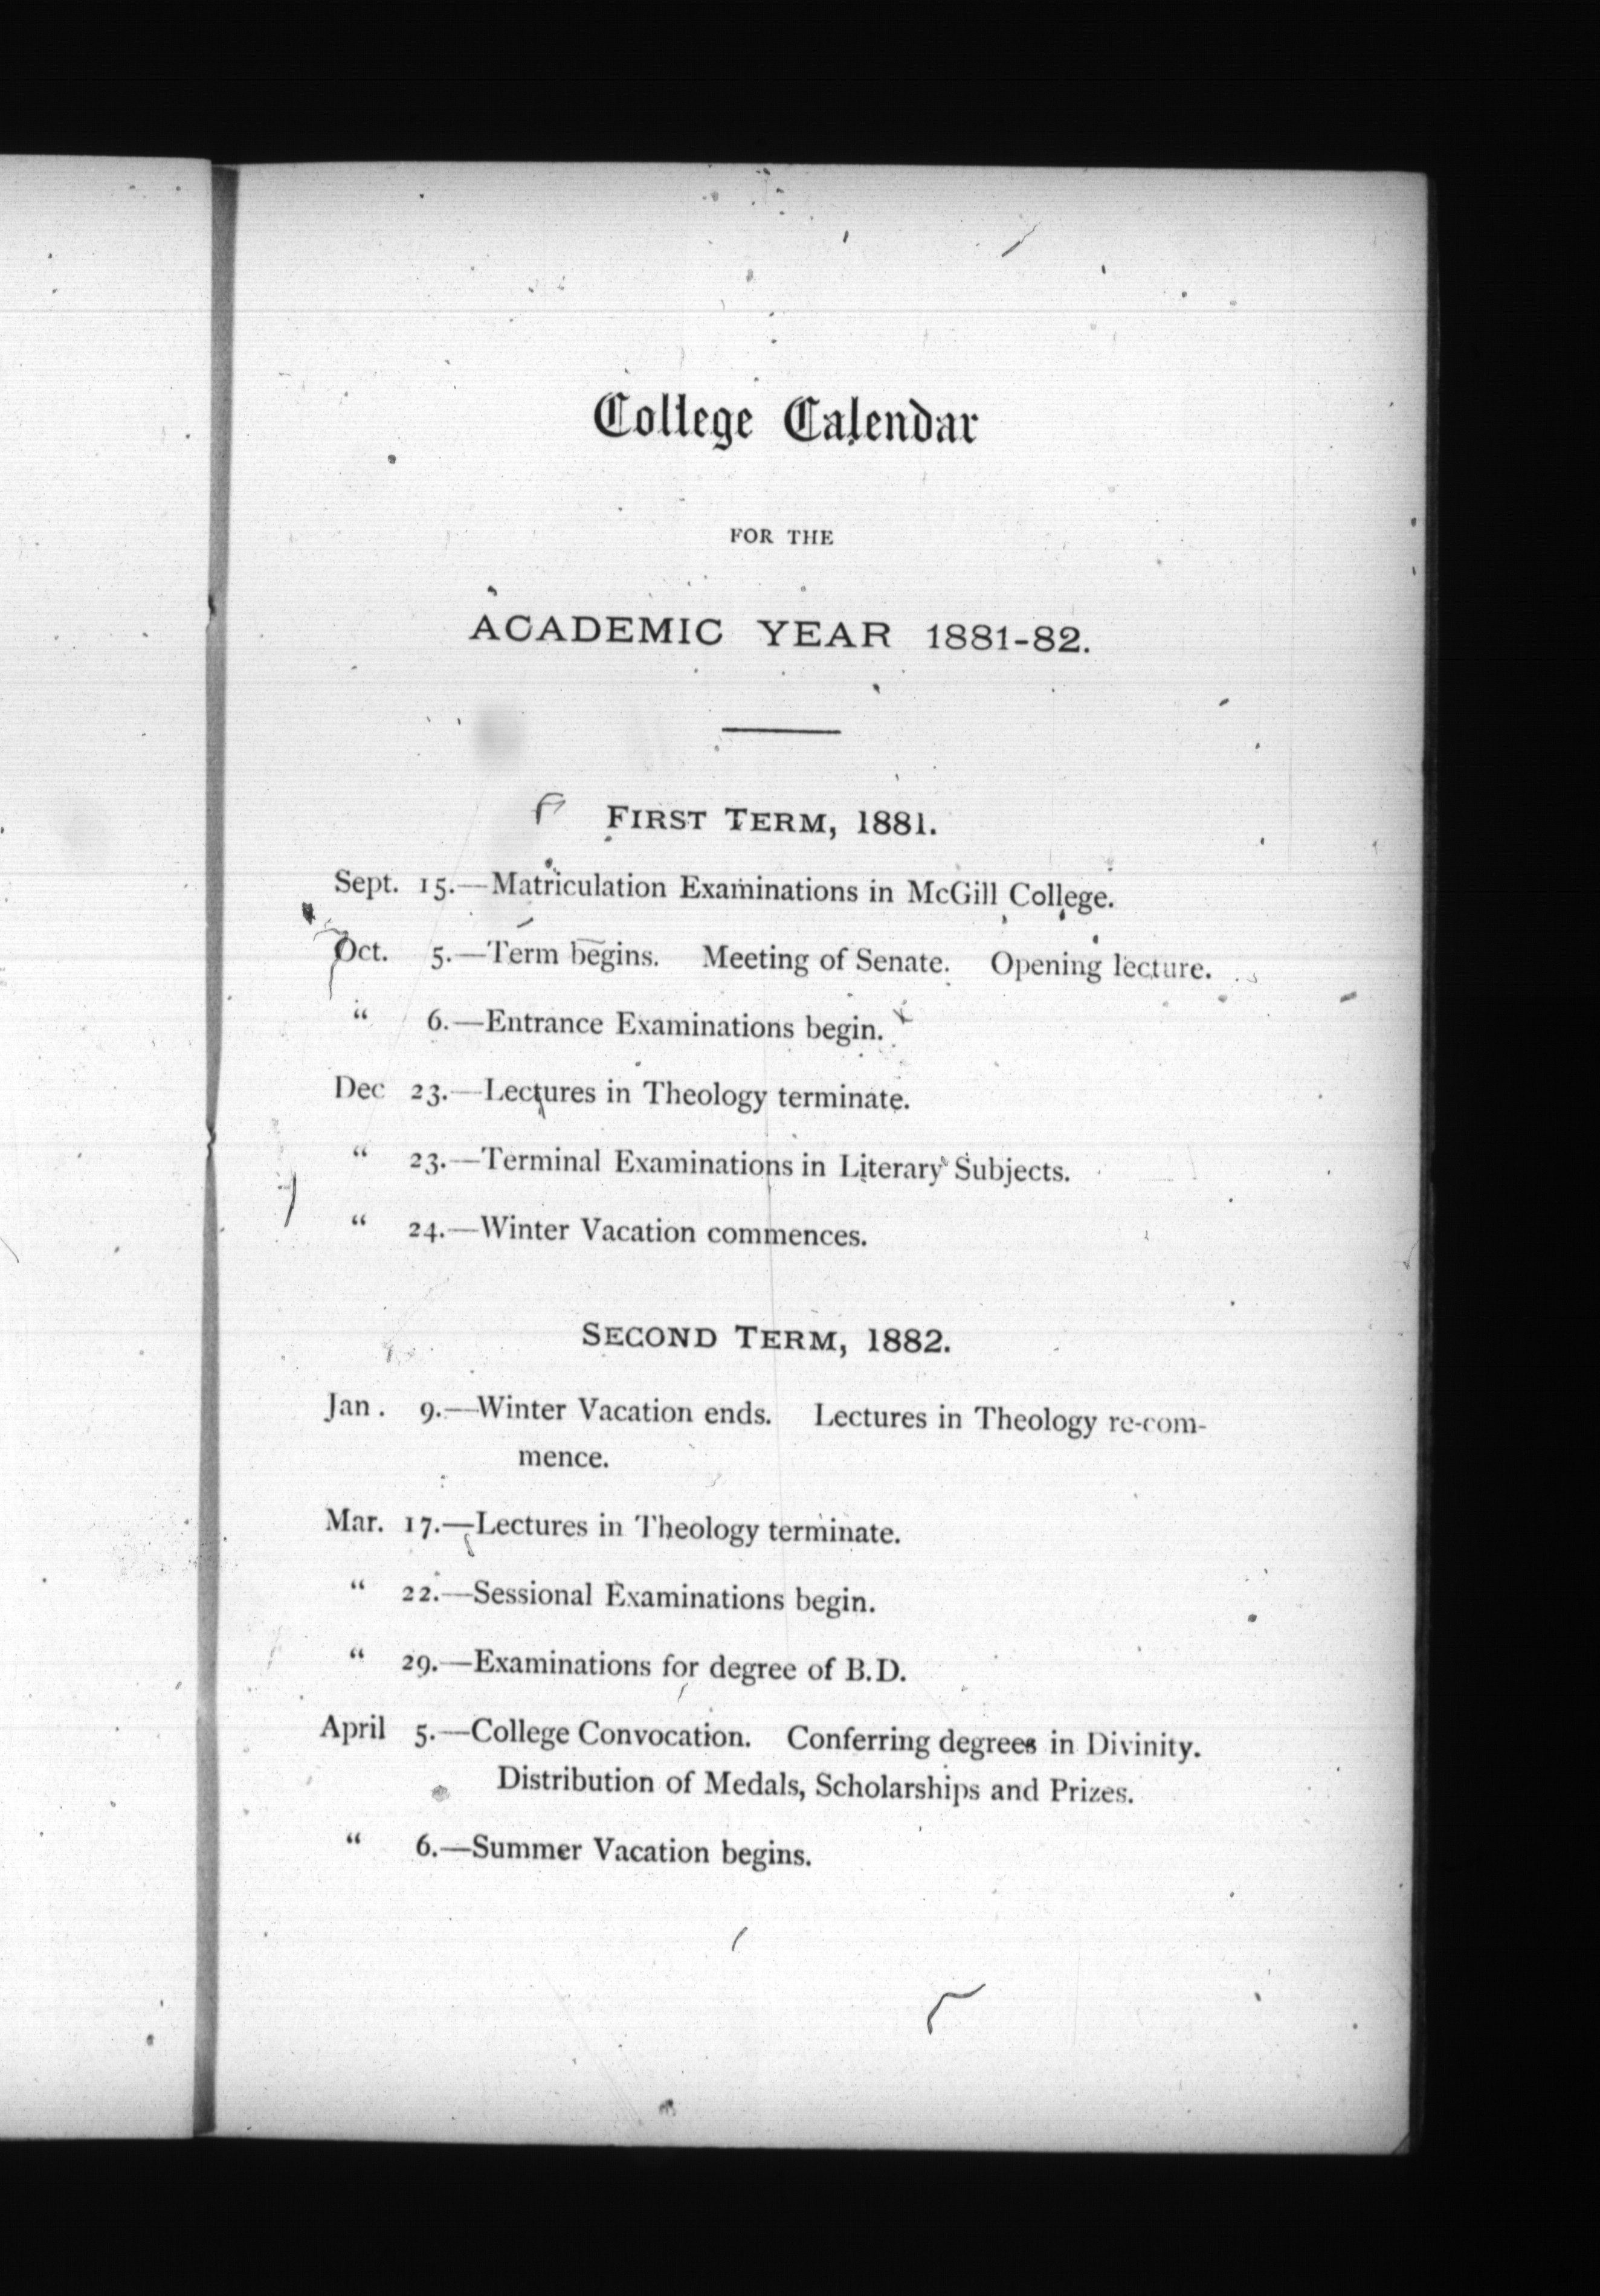 College Calendar
FOR THE
ACADEMIC YEAR 1881-82.
FIRST TERM, 1881.
Sept. 15.—Matriculation Examinations in McGill College.
Oct. 5.—Term begins. Meeting of Senate. Opening lecture.
“ 6.—Entrance Examinations begin.
Dec 23.—Lectures in Theology terminate.
“ 23.—Terminal Examinations in Literary Subjects.
“ 24.—Winter Vacation commences.
SECOND TERM, 1882.
Jan. 9.—Winter Vacation ends. Lectures in Theology re-com-
mence.
Mar. 17.—Lectures in Theology terminate.
“ 22.—Sessional Examinations begin.
“ 29.—Examinations for degree of B.D.
April 5.—College Convocation. Conferring degrees in Divinity.
Distribution of Medals, Scholarships and Prizes.
“ 6.—Summer Vacation begins.